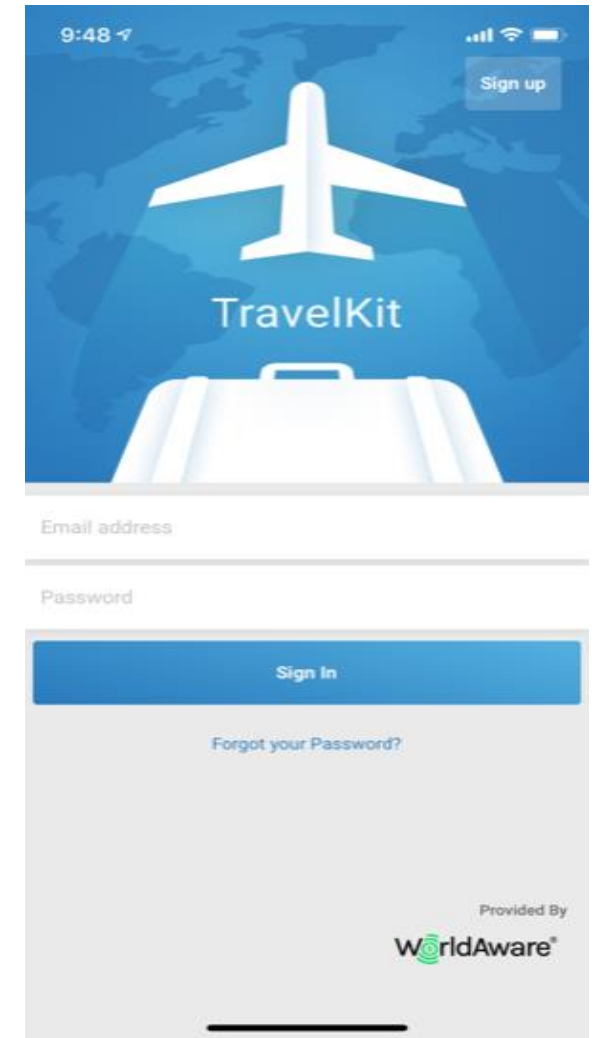 9:48
Sign up
TravelKit
Email address
Password
Sign In
Forgot your Password?
Provided By
WorldAware®